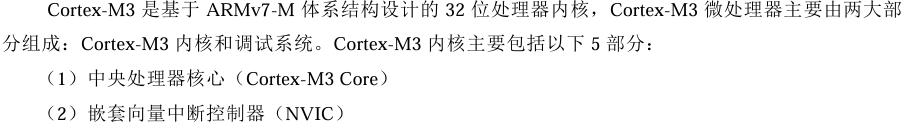 Cortex-M3 是基于 ARMv7-M 体系结构设计的 32 位处理器内核，Cortex-M3 微处理器主要由两大部
分组成：Cortex-M3 内核和调试系统。Cortex-M3 内核主要包括以下 5 部分：
（1）中央处理器核心（Cortex-M3 Core）
（2）嵌套向量中断控制器（NVIC）